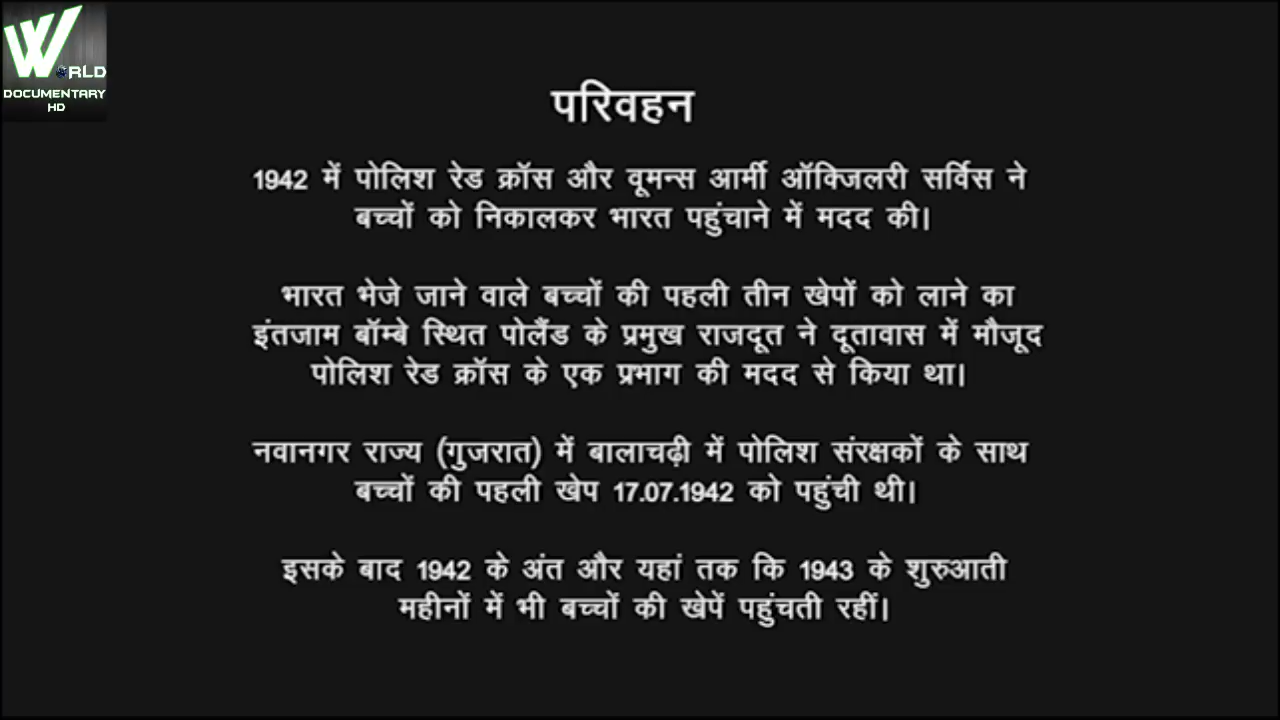 WORLD
DOCUMENTARY
HD
परिवहन
1942 में पोलिश रेड क्रॉस और वूमन्स आर्मी ऑक्जिलरी सर्विस ने
बच्चों को निकालकर भारत पहुंचाने में मदद की।
भारत भेजे जाने वाले बच्चों की पहली तीन खेपों को लाने का
इंतजाम बॉम्बे स्थित पोलैंड के प्रमुख राजदूत ने दूतावास में मौजूद
पोलिश रेड क्रॉस के एक प्रभाग की मदद से किया था।
नवानगर राज्य (गुजरात) में बालाचढ़ी में पोलिश संरक्षकों के साथ
बच्चों की पहली खेप 17.07.1942 को पहुंची थी।
इसके बाद 1942 के अंत और यहां तक कि 1943 के शुरुआती
महीनों में भी बच्चों की खेपें पहुंचती रहीं।